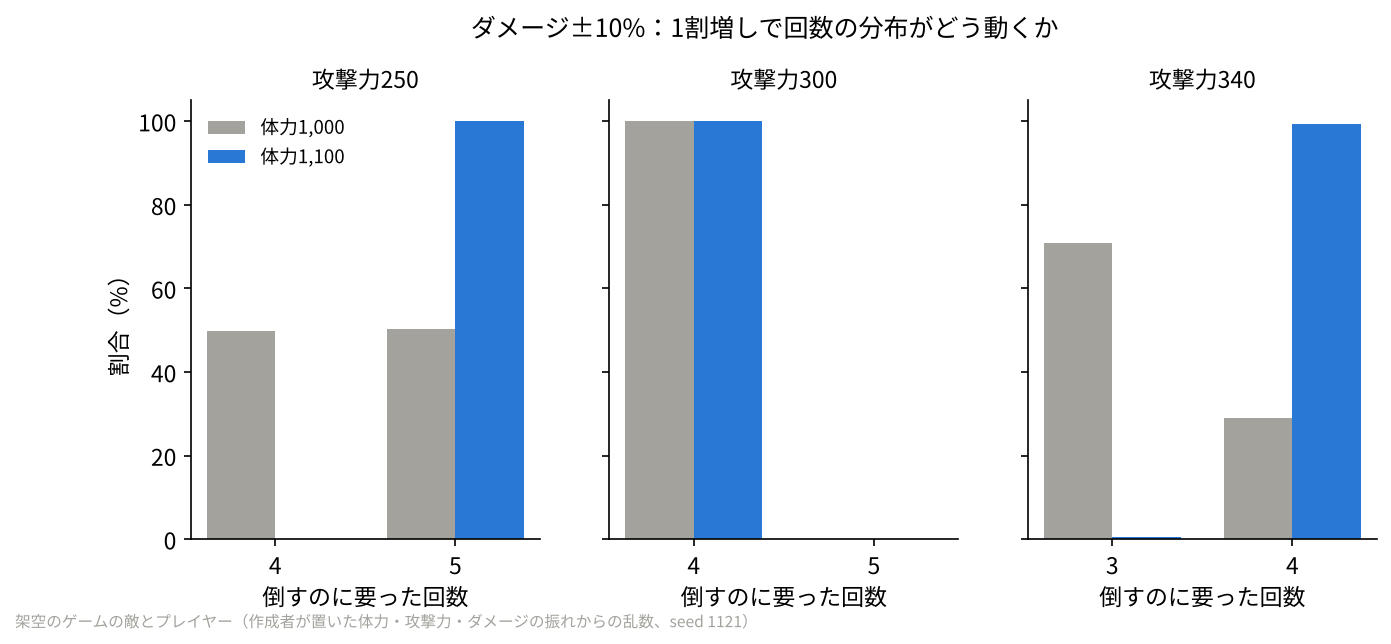 ダメージ±10%：1割増しで回数の分布がどう動くか
攻撃力250
攻撃力300
攻撃力340
体力1,000
体力1,100
割合（%）
100
80
60
40
20
0
4
5
4
5
3
4
倒すのに要った回数
倒すのに要った回数
倒すのに要った回数
架空のゲームの敵とプレイヤー（作成者が置いた体力・攻撃力・ダメージの振れからの乱数、seed 1121）